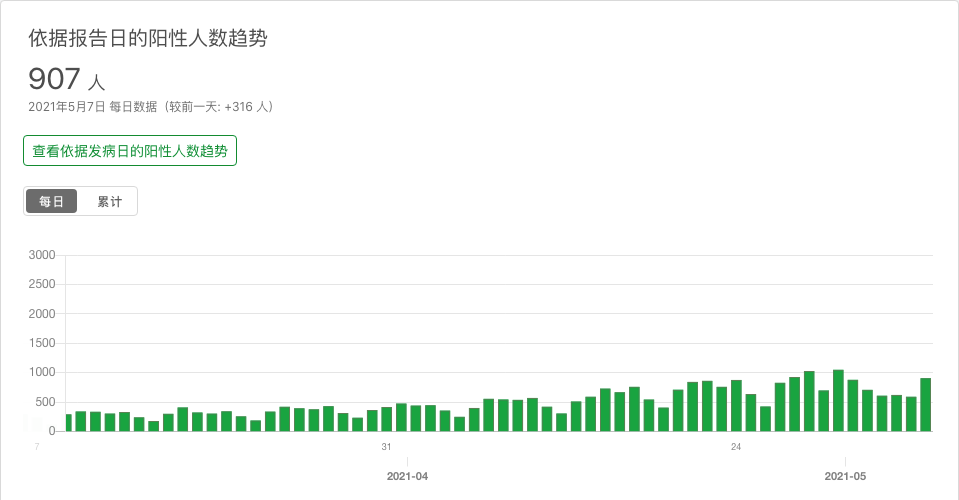 依据报告日的阳性人数趋势
907 人
2021年5月7日 每日数据（较前一天: +316 人）
查看依据发病日的阳性人数趋势
每日 累计
3000
2500
2000
1500
1000
500
0
7 31 24
2021-04 2021-05